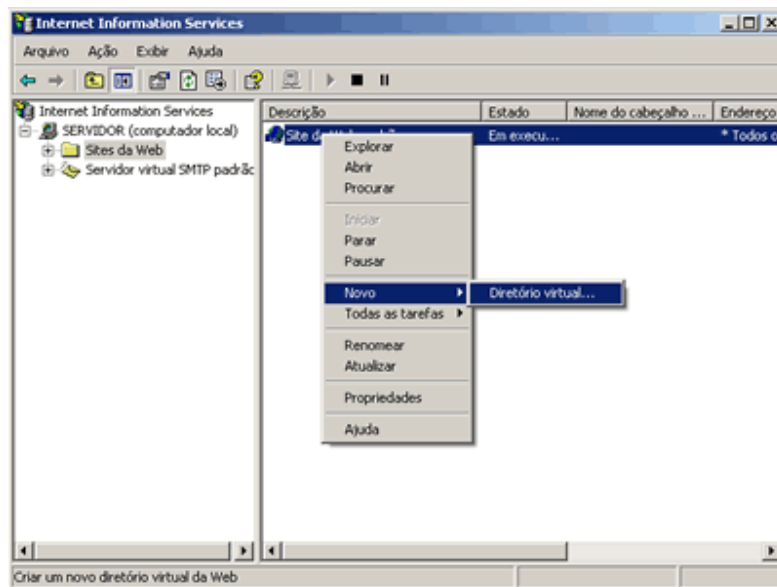 Internet Information Services
Arquivo Ação Exibir Ajuda
Internet Information Services
SERVIDOR (computador local)
Sites da Web
Servidor virtual SMTP padrão
Descrição Estado Nome do cabeçalho ... Endereço
Site da Em execu... * Todos
Explorar
Abrir
Procurar
Iniciar
Parar
Pausar
Novo Diretório virtual...
Todas as tarefas
Renomear
Atualizar
Propriedades
Ajuda
Criar um novo diretório virtual da Web